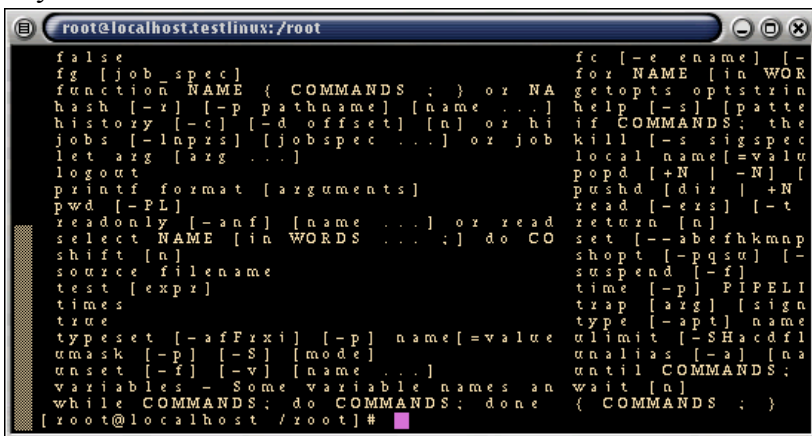 root@localhost.testlinux:/root
false fc [-e ename] [-
fg [job_spec] for NAME [in WOR
function NAME { COMMANDS ; } or NA getopts optstrin
hash [-r] [-p pathname] [name ...] help [-s] [patte
history [-c] [-d offset] [n] or hi if COMMANDS; the
jobs [-lnprs] [jobspec ...] or job kill [-s sigspec
let arg [arg ...] local name[=valu
logout popd [+N | -N] [
printf format [arguments] pushd [dir | +N
pwd [-PL] read [-ers] [-t
readonly [-anf] [name ...] or read return [n]
select NAME [in WORDS ... ;] do CO set [--abefhkmnp
shift [n] shopt [-pqsu] [-
source filename suspend [-f]
test [expr] time [-p] PIPELI
times trap [arg] [sign
true type [-apt] name
typeset [-afFrxi] [-p] name[=value ulimit [-SHacdfl
umask [-p] [-S] [mode] unalias [-a] [na
unset [-f] [-v] [name ...] until COMMANDS;
variables - Some variable names an wait [n]
while COMMANDS; do COMMANDS; done { COMMANDS ; }
[root@localhost /root]#